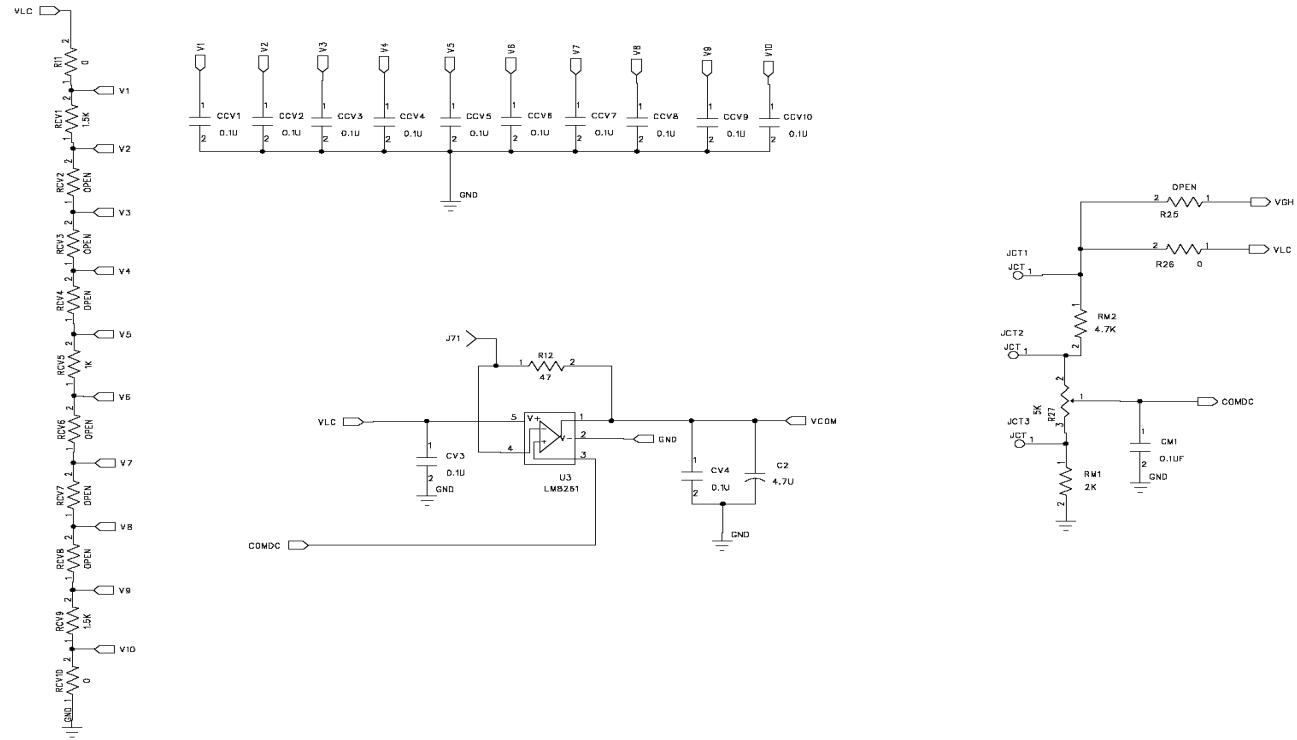 VLC
2
R11
0
1
V1
2
RCV1
1.5K
1
V2
2
RCV2
OPEN
1
V3
2
RCV3
OPEN
1
V4
2
RCV4
OPEN
1
V5
2
RCV5
1K
1
V6
2
RCV6
OPEN
1
V7
2
RCV7
OPEN
1
V8
2
RCV8
OPEN
1
V9
2
RCV9
1.5K
1
V10
2
RCV10
0
GND 1
V1
V2
V3
V4
V5
V6
V7
V8
V9
V10
1 1 1 1 1 1 1 1 1 1
CCV1 CCV2 CCV3 CCV4 CCV5 CCV6 CCV7 CCV8 CCV9 CCV10
0.1U 0.1U 0.1U 0.1U 0.1U 0.1U 0.1U 0.1U 0.1U 0.1U
2 2 2 2 2 2 2 2 2 2
GND
J71
R12
1 2
47
VLC
5 V+ 1
VCOM
V- 2
GND
4 3
U3
LM8261
1
CV3
0.1U
2
GND
1
CV4
0.1U
2
C2
4.7U
GND
COMDC
OPEN
2 1
VGH
R25
2 1
VLC
R26 0
JCT1
JCT 1
1
RM2
4.7K
2
JCT2
JCT 1
2
5K
R27
1
COMDC
3
JCT3
JCT 1
1
CM1
0.1UF
2
GND
1
RM1
2K
2